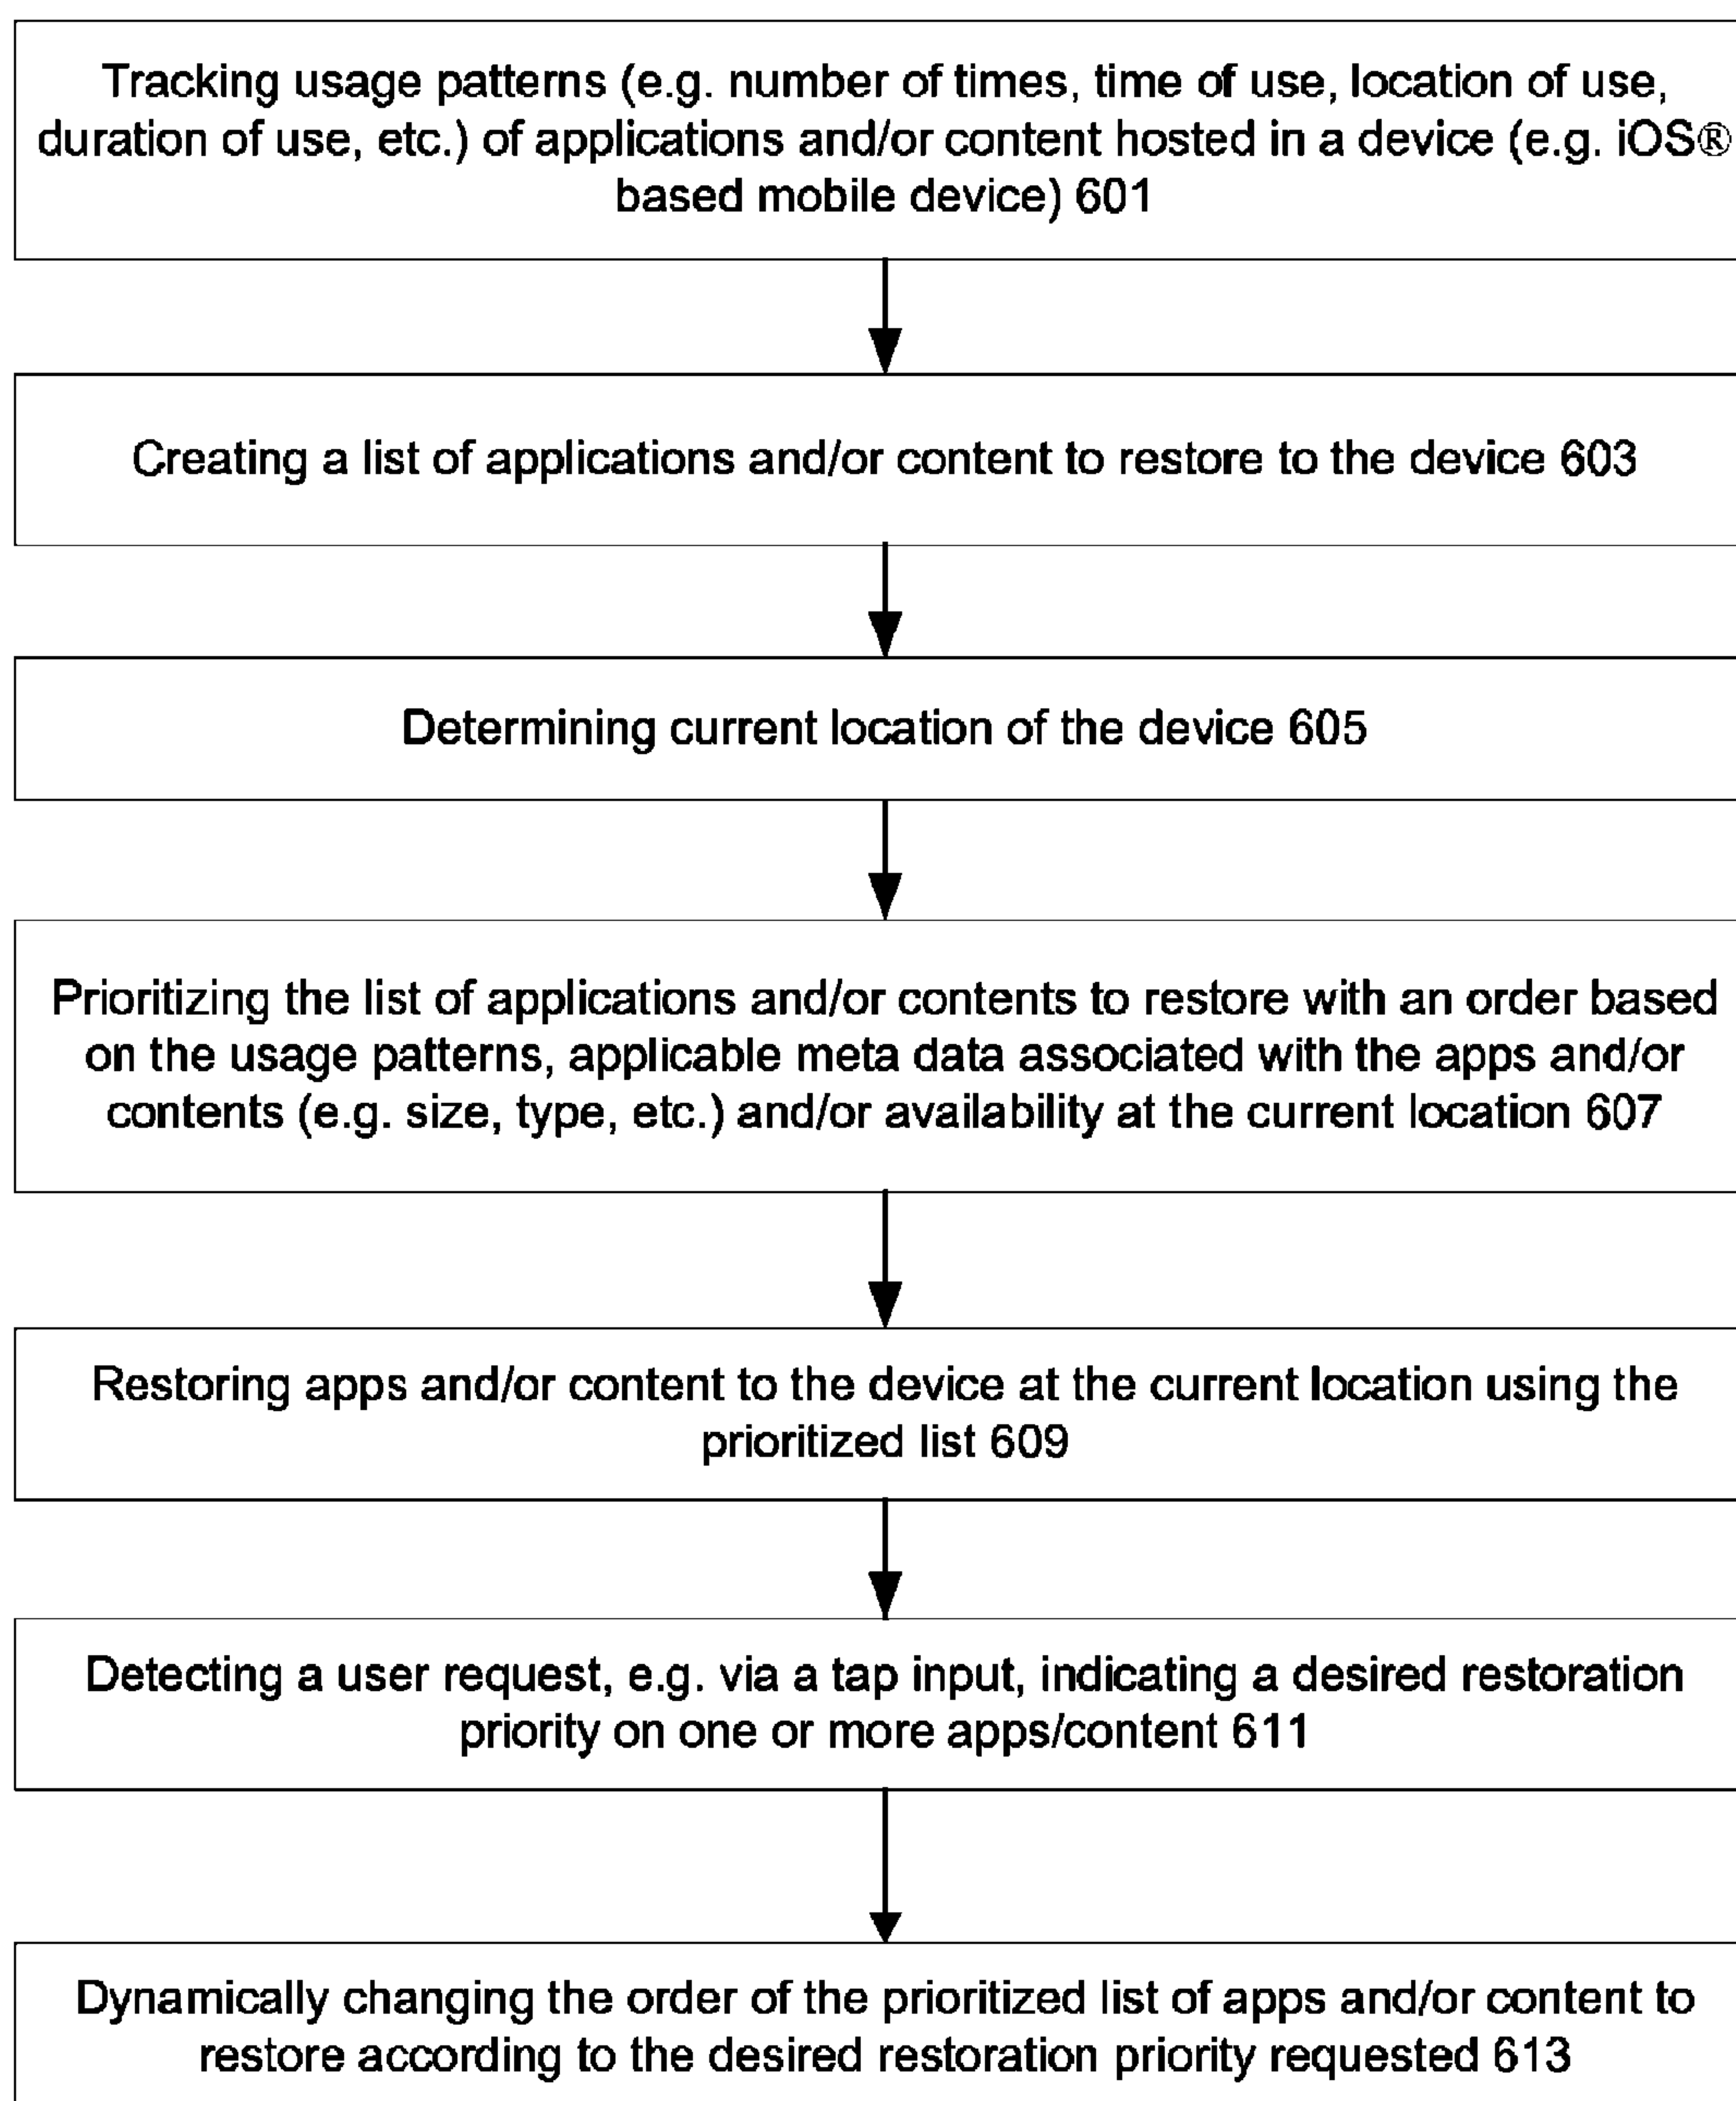 Tracking usage patterns (e.g. number of times, time of use, location of use,
duration of use, etc.) of applications and/or content hosted in a device (e.g. iOS®
based mobile device) 601
Creating a list of applications and/or content to restore to the device 603
Determining current location of the device 605
Prioritizing the list of applications and/or contents to restore with an order based
on the usage patterns, applicable meta data associated with the apps and/or
contents (e.g. size, type, etc.) and/or availability at the current location 607
Restoring apps and/or content to the device at the current location using the
prioritized list 609
Detecting a user request, e.g. via a tap input, indicating a desired restoration
priority on one or more apps/content 611
Dynamically changing the order of the prioritized list of apps and/or content to
restore according to the desired restoration priority requested 613